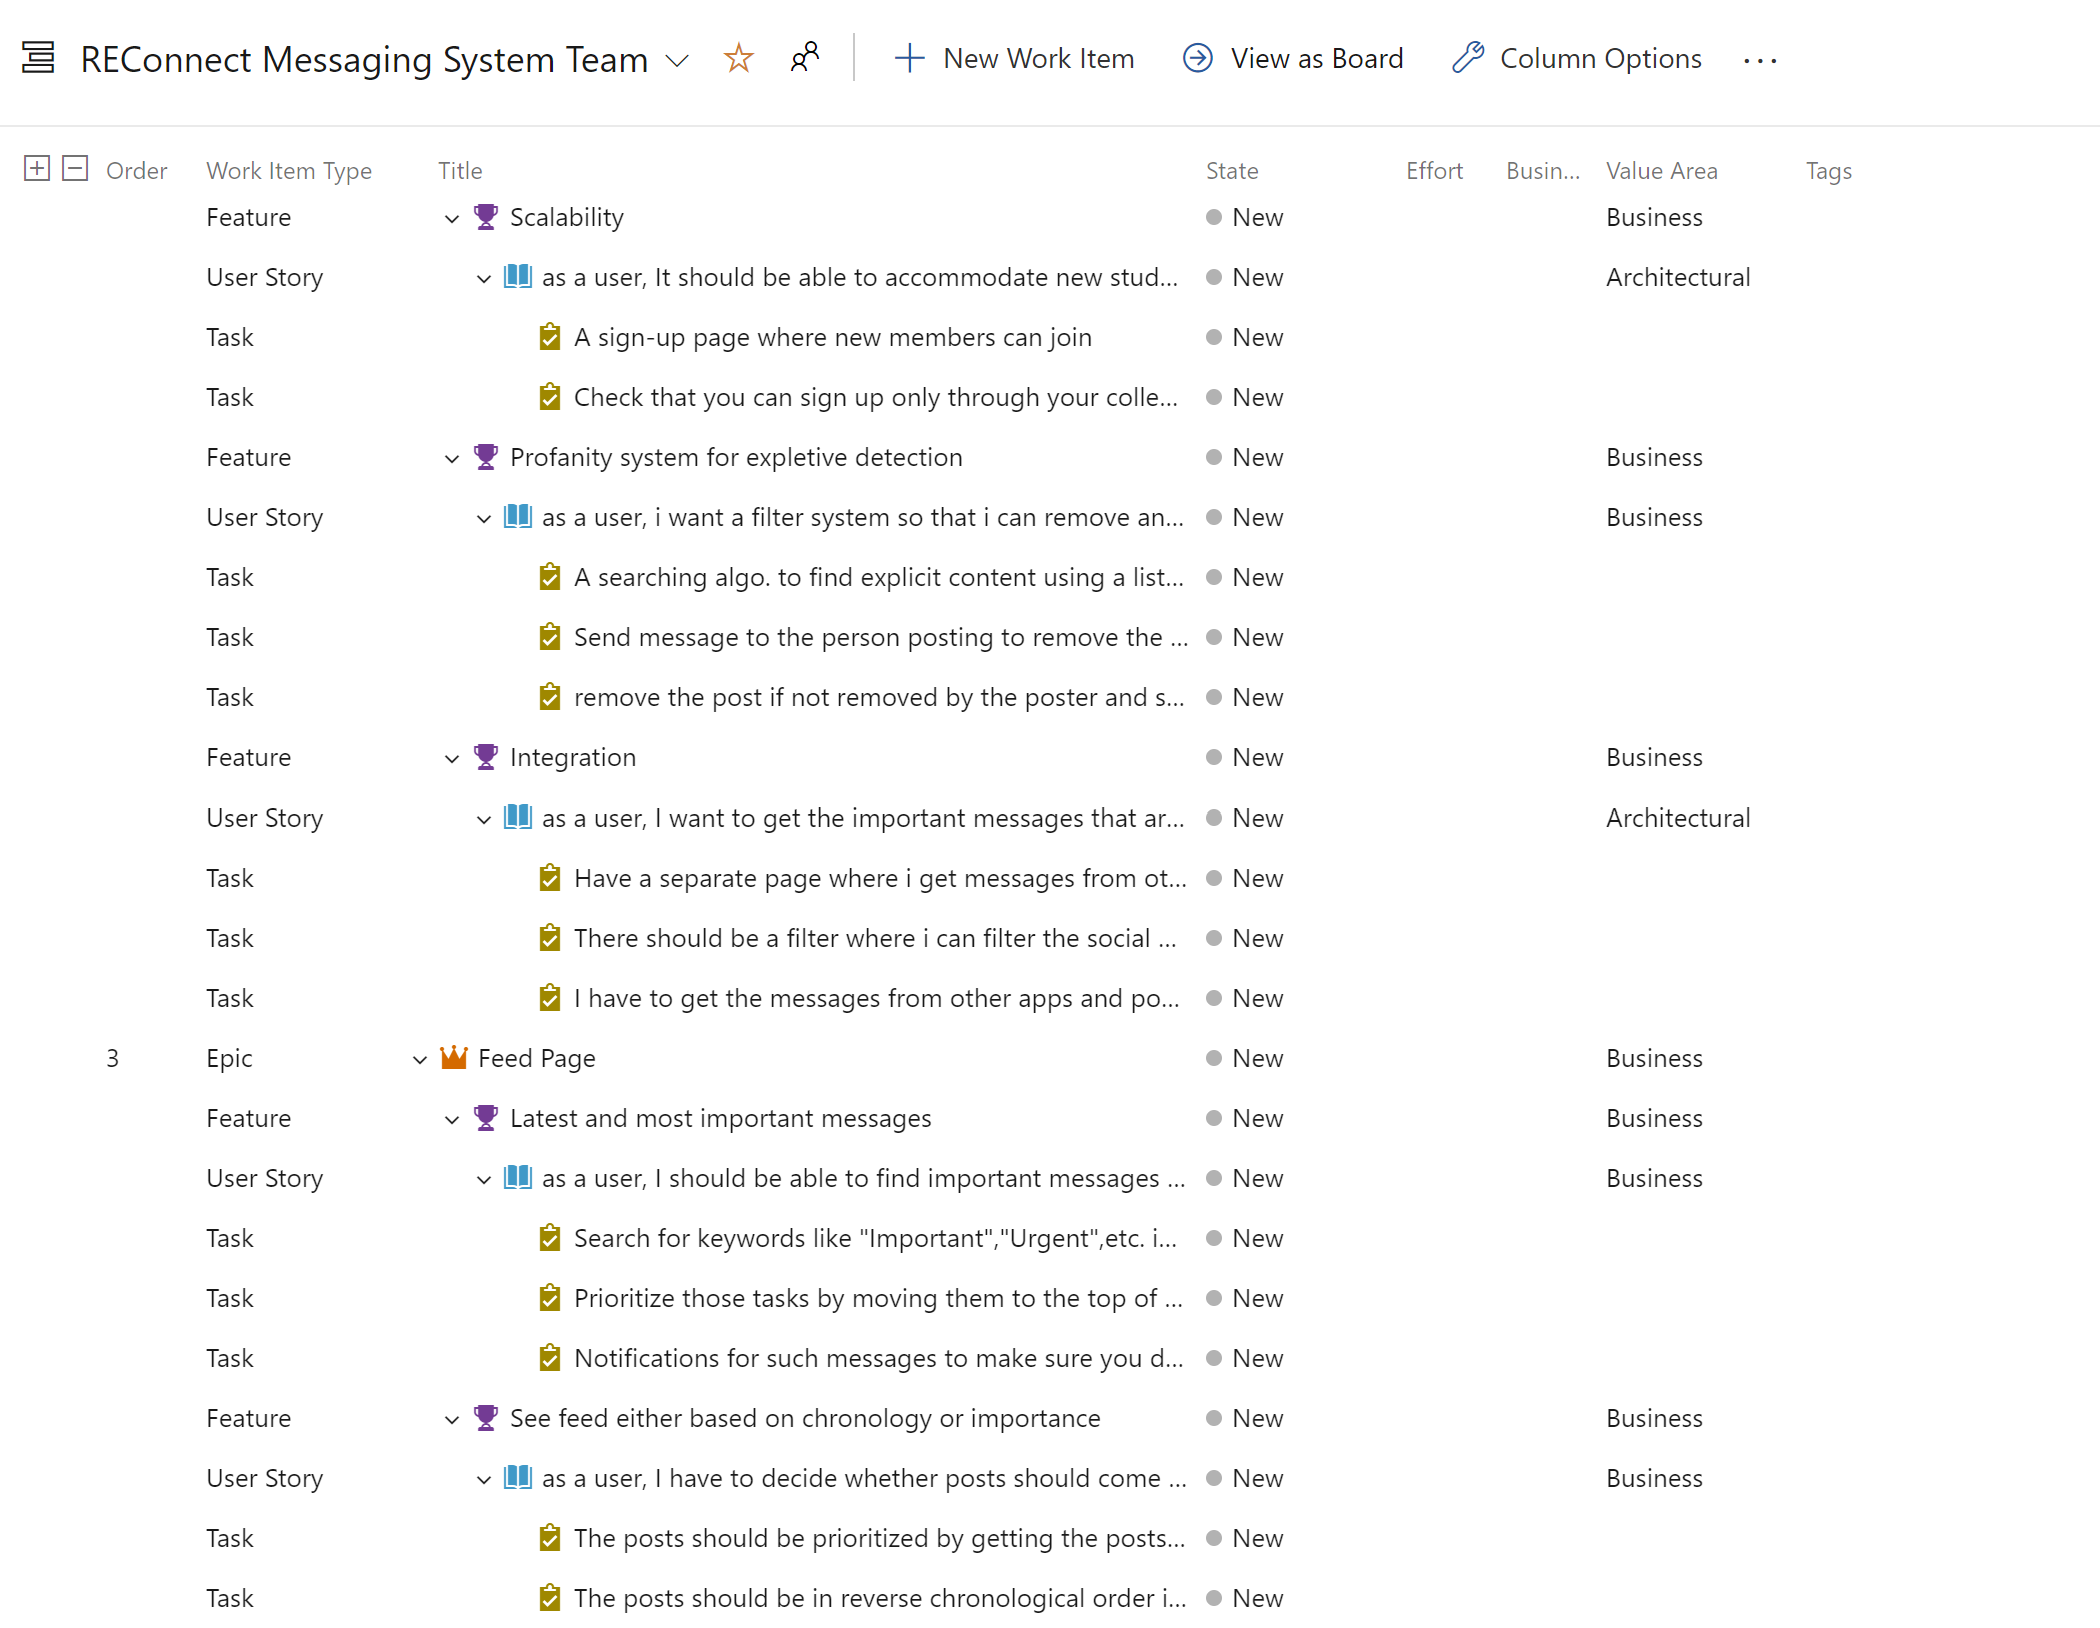 REConnect Messaging System Team New Work Item View as Board Column Options ...
Order Work Item Type Title State Effort Busin... Value Area Tags
Feature Scalability New Business
User Story as a user, It should be able to accommodate new stud... New Architectural
Task A sign-up page where new members can join New
Task Check that you can sign up only through your colle... New
Feature Profanity system for expletive detection New Business
User Story as a user, i want a filter system so that i can remove an... New Business
Task A searching algo. to find explicit content using a list... New
Task Send message to the person posting to remove the ... New
Task remove the post if not removed by the poster and s... New
Feature Integration New Business
User Story as a user, I want to get the important messages that ar... New Architectural
Task Have a separate page where i get messages from ot... New
Task There should be a filter where i can filter the social ... New
Task I have to get the messages from other apps and po... New
3 Epic Feed Page New Business
Feature Latest and most important messages New Business
User Story as a user, I should be able to find important messages ... New Business
Task Search for keywords like "Important","Urgent",etc. i... New
Task Prioritize those tasks by moving them to the top of ... New
Task Notifications for such messages to make sure you d... New
Feature See feed either based on chronology or importance New Business
User Story as a user, I have to decide whether posts should come ... New Business
Task The posts should be prioritized by getting the posts... New
Task The posts should be in reverse chronological order i... New